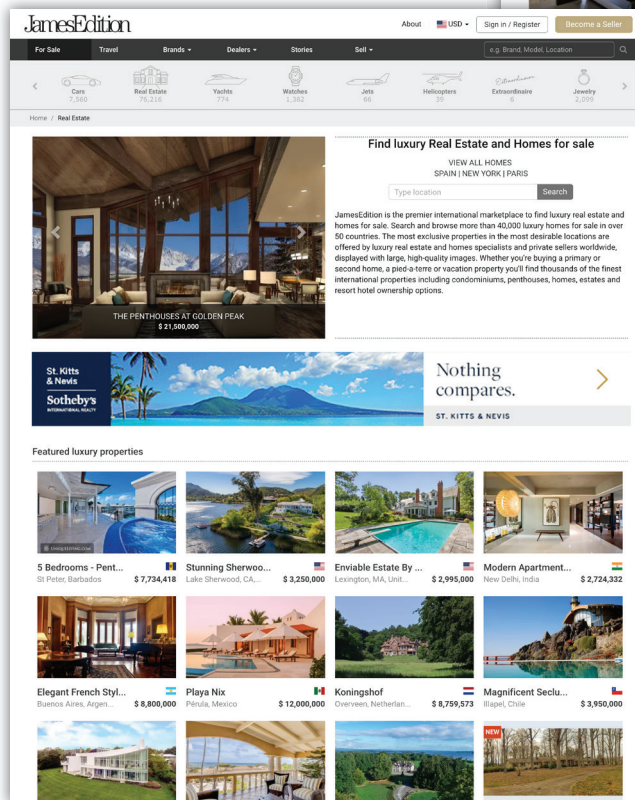 JamesEdition
About USD Sign in / Register Become a Seller
For Sale Travel Brands Dealers Stories Sell e.g. Brand, Model, Location
Cars Real Estate Yachts Watches Jets Helicopters Extraordinaire Jewelry
7,560 76,216 774 1,382 66 39 6 2,099
Home / Real Estate
THE PENTHOUSES AT GOLDEN PEAK
$ 21,500,000
Find luxury Real Estate and Homes for sale
VIEW ALL HOMES
SPAIN | NEW YORK | PARIS
Type location Search
JamesEdition is the premier international marketplace to find luxury real estate and
homes for sale. Search and browse more than 40,000 luxury homes for sale in over
50 countries. The most exclusive properties in the most desirable locations are
offered by luxury real estate and homes specialists and private sellers worldwide,
displayed with large, high-quality images. Whether you're buying a primary or
second home, a pied-a-terre or vacation property you'll find thousands of the finest
international properties including condominiums, penthouses, homes, estates and
resort hotel ownership options.
St. Kitts
& Nevis
Sotheby's
INTERNATIONAL REALTY
Nothing
compares.
ST. KITTS & NEVIS
Featured luxury properties
5 Bedrooms - Pent... Stunning Sherwoo... Enviable Estate By ... Modern Apartment...
St Peter, Barbados $ 7,734,418 Lake Sherwood, CA,... $ 3,250,000 Lexington, MA, Unit... $ 2,995,000 New Delhi, India $ 2,724,332
Elegant French Styl... Playa Nix Koningshof Magnificent Seclu...
Buenos Aires, Argen... $ 8,800,000 Pérula, Mexico $ 12,000,000 Overveen, Netherlan... $ 8,759,573 Illapel, Chile $ 3,950,000
NEW